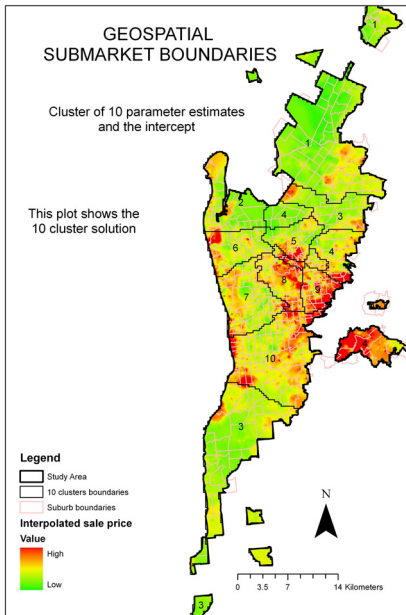 GEOSPATIAL
SUBMARKET BOUNDARIES
Cluster of 10 parameter estimates
and the intercept
This plot shows the
10 cluster solution
1
1
2
4
3
5
4
6
8
9
7
10
3
3
Legend
Study Area
10 clusters boundaries
Suburb boundaries
Interpolated sale price
Value
High
Low
N
0 3.5 7 14 Kilometers